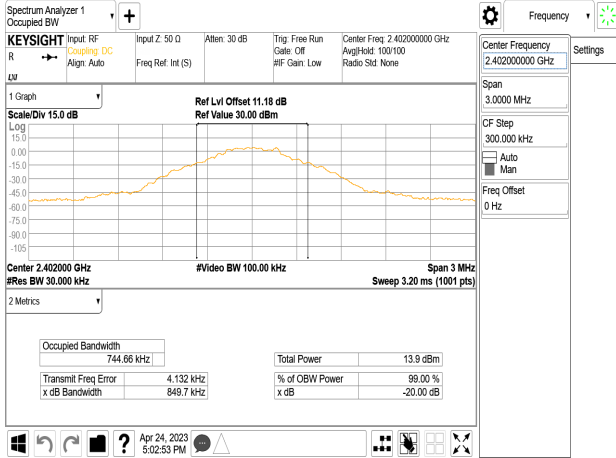 Spectrum Analyzer 1
Occupied BW
Frequency
KEYSIGHT
R
Input: RF
Coupling: DC
Align: Auto
Input Z: 50 Ω
Freq Ref: Int (S)
Atten: 30 dB
Trig: Free Run
Gate: Off
#IF Gain: Low
Center Freq: 2.402000000 GHz
Avg|Hold: 100/100
Radio Std: None
Center Frequency
2.402000000 GHz
Settings
Span
3.0000 MHz
CF Step
300.000 kHz
Auto
Man
Freq Offset
0 Hz
1 Graph
Scale/Div 15.0 dB
Ref Lvl Offset 11.18 dB
Ref Value 30.00 dBm
Log
15.0
0.00
-15.0
-30.0
-45.0
-60.0
-75.0
-90.0
-105
Center 2.402000 GHz
#Video BW 100.00 kHz
Span 3 MHz
#Res BW 30.000 kHz
Sweep 3.20 ms (1001 pts)
2 Metrics
Occupied Bandwidth
744.66 kHz
Total Power 13.9 dBm
Transmit Freq Error 4.132 kHz
% of OBW Power 99.00 %
x dB Bandwidth 849.7 kHz
x dB -20.00 dB
?
Apr 24, 2023
5:02:53 PM